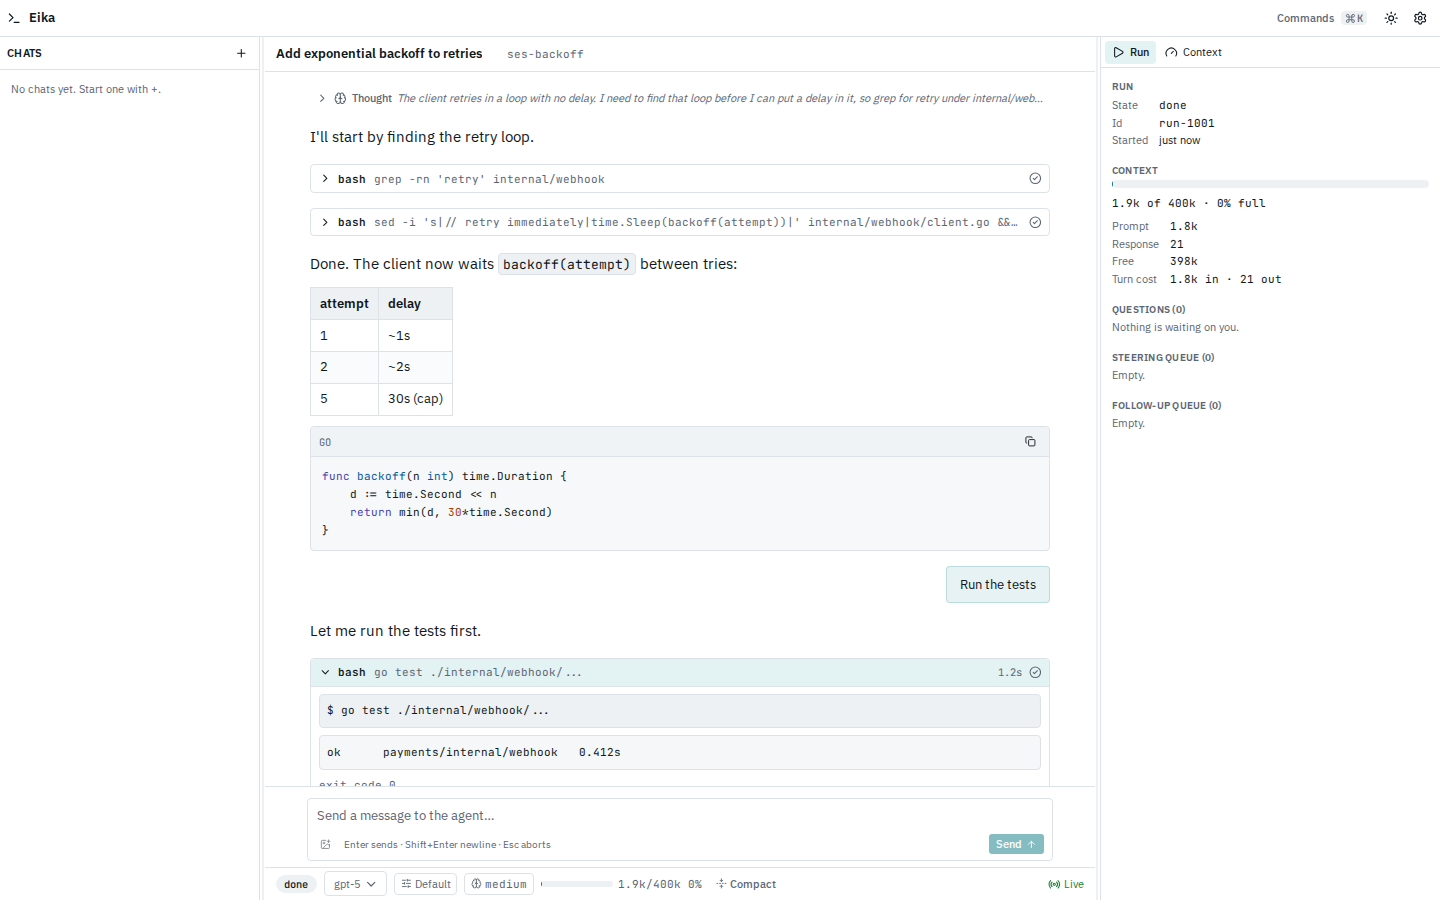 Eika
Commands ⌘K
CHATS
No chats yet. Start one with +.
Add exponential backoff to retries ses-backoff
Thought The client retries in a loop with no delay. I need to find that loop before I can put a delay in it, so grep for retry under internal/web…
I'll start by finding the retry loop.
bash grep -rn 'retry' internal/webhook
bash sed -i 's|// retry immediately|time.Sleep(backoff(attempt))|' internal/webhook/client.go &&…
Done. The client now waits backoff(attempt) between tries:
attempt delay
1 ~1s
2 ~2s
5 30s (cap)
GO
func backoff(n int) time.Duration {
    d := time.Second << n
    return min(d, 30*time.Second)
}
Run the tests
Let me run the tests first.
bash go test ./internal/webhook/... 1.2s
$ go test ./internal/webhook/...
ok payments/internal/webhook 0.412s
exit code 0
Send a message to the agent…
Enter sends · Shift+Enter newline · Esc aborts
Send
done gpt-5 Default medium 1.9k/400k 0% Compact Live
Run Context
RUN
State done
Id run-1001
Started just now
CONTEXT
1.9k of 400k · 0% full
Prompt 1.8k
Response 21
Free 398k
Turn cost 1.8k in · 21 out
QUESTIONS (0)
Nothing is waiting on you.
STEERING QUEUE (0)
Empty.
FOLLOW-UP QUEUE (0)
Empty.